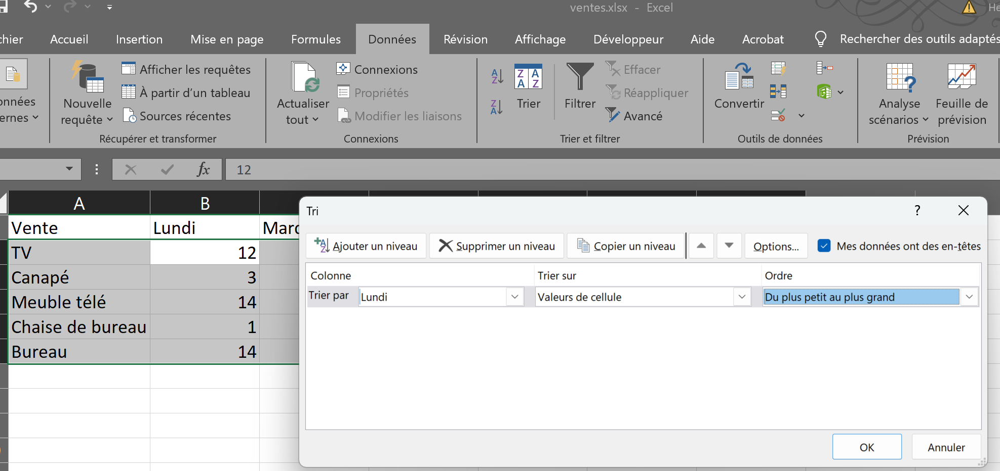 ventes.xlsx - Excel
Accueil Insertion Mise en page Formules Données Révision Affichage Développeur Aide Acrobat Rechercher des outils adaptés
Nouvelle requête
Afficher les requêtes
À partir d'un tableau
Sources récentes
Récupérer et transformer
Actualiser tout
Connexions
Propriétés
Modifier les liaisons
Connexions
Trier
Filtrer
Effacer
Réappliquer
Avancé
Trier et filtrer
Convertir
Outils de données
Analyse scénarios
Feuille de prévision
Prévision
fx 12
A B
Vente Lundi
TV 12
Canapé 3
Meuble télé 14
Chaise de bureau 1
Bureau 14
Tri ?
Ajouter un niveau Supprimer un niveau Copier un niveau Options... Mes données ont des en-têtes
Colonne Trier sur Ordre
Trier par Lundi Valeurs de cellule Du plus petit au plus grand
OK Annuler